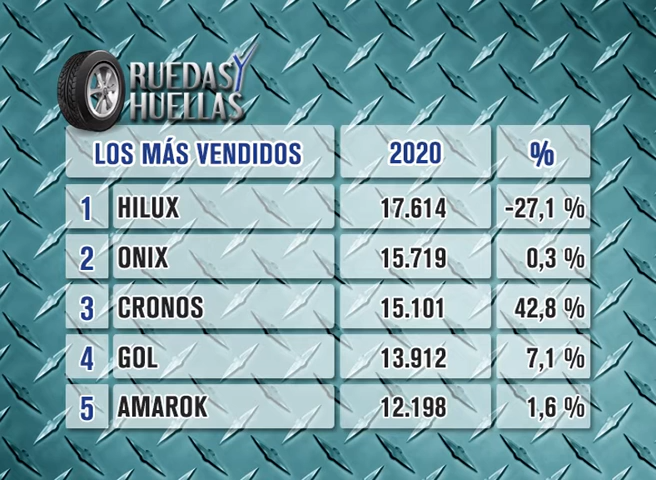 RUEDAS Y
HUELLAS
LOS MÁS VENDIDOS 2020 %
1 HILUX 17.614 -27,1 %
2 ONIX 15.719 0,3 %
3 CRONOS 15.101 42,8 %
4 GOL 13.912 7,1 %
5 AMAROK 12.198 1,6 %